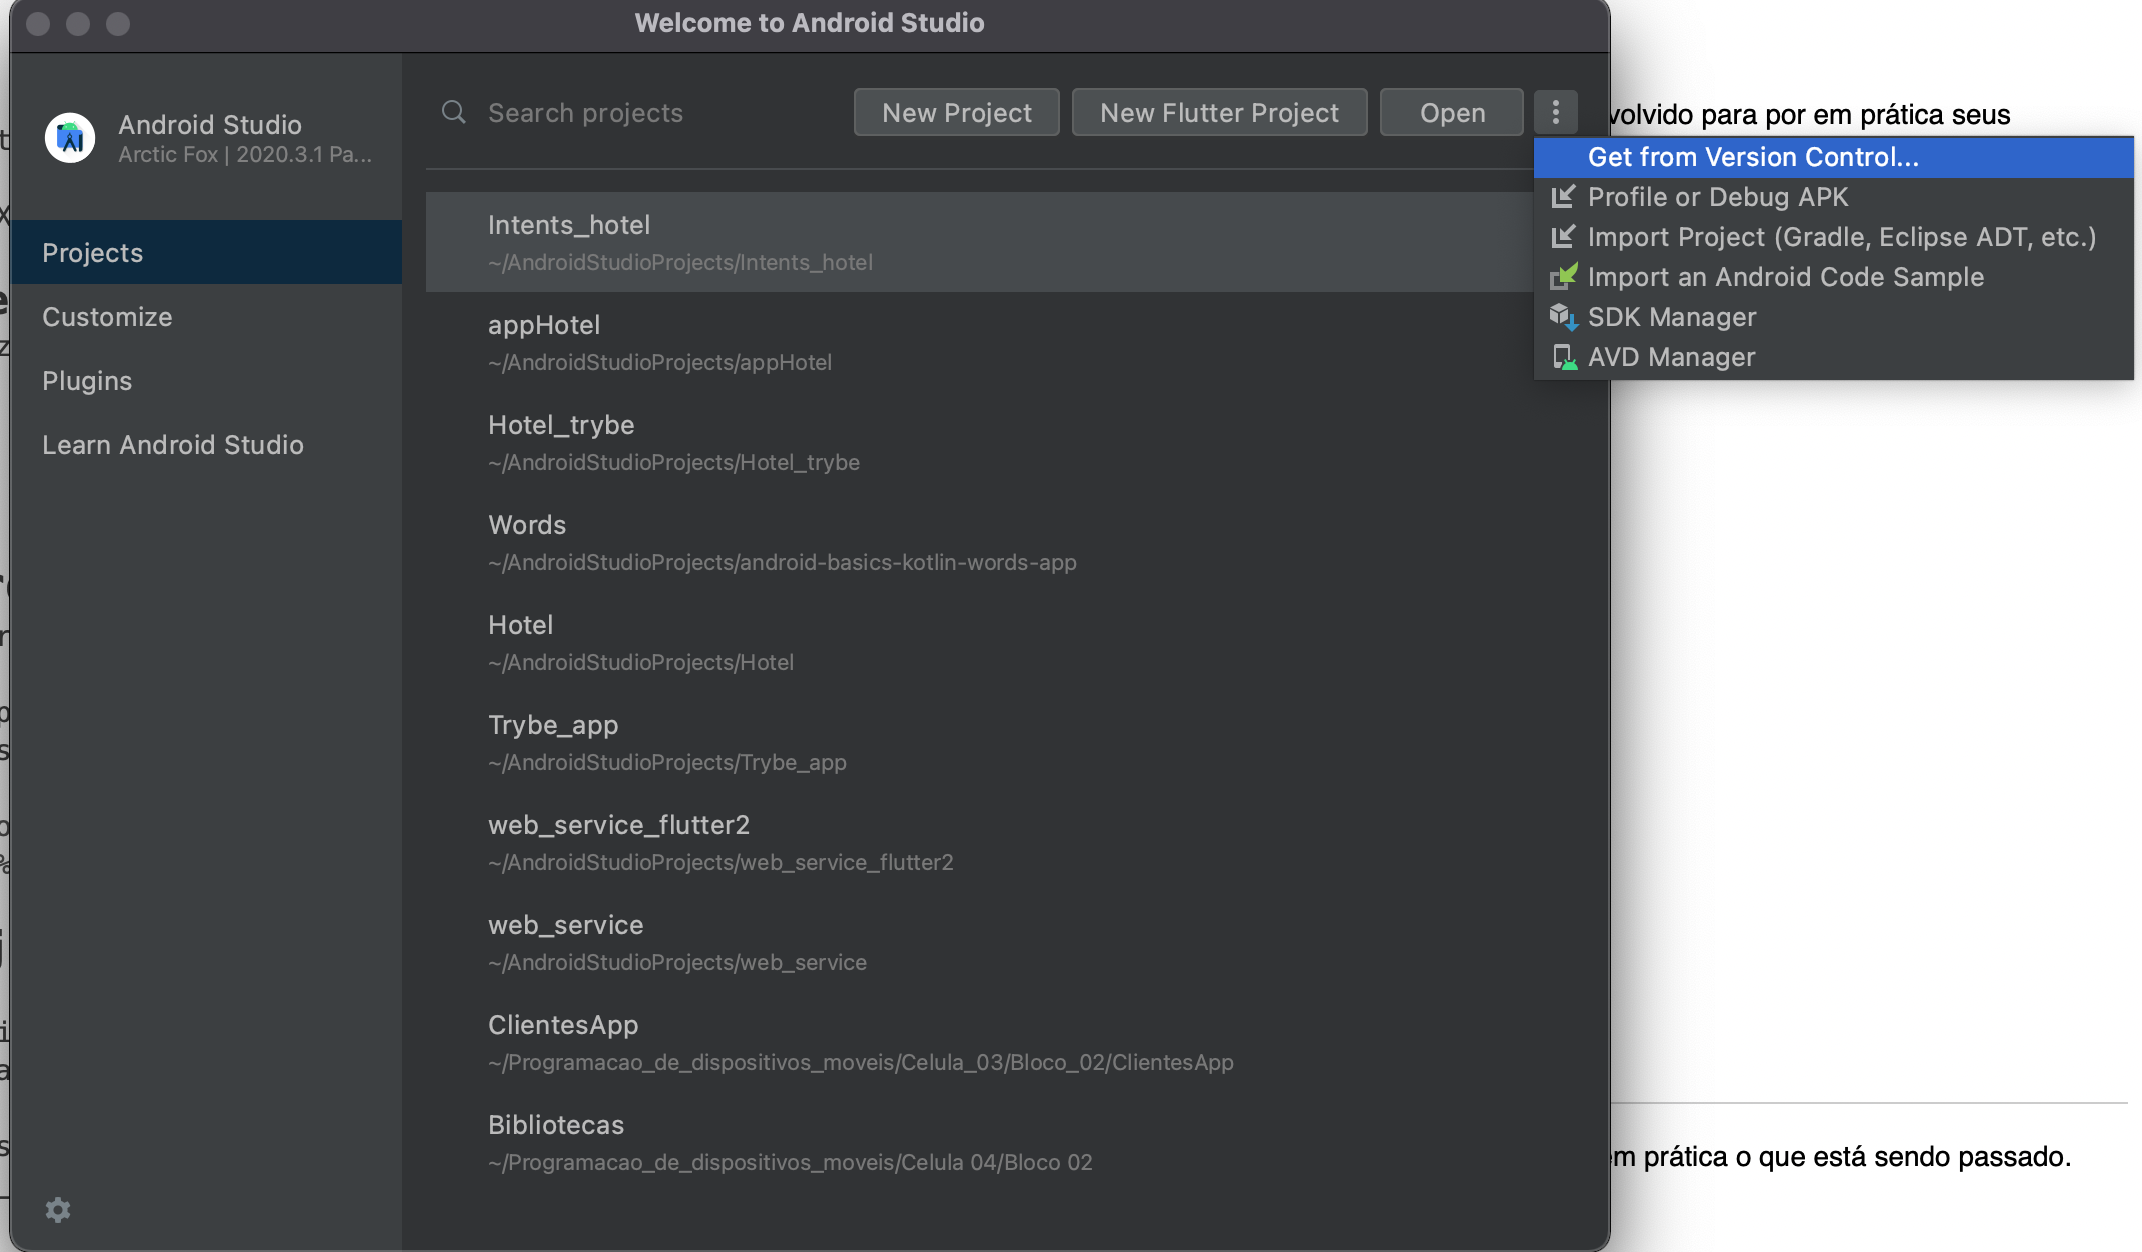 Welcome to Android Studio
Android Studio
Arctic Fox | 2020.3.1 Pa...
Search projects
New Project
New Flutter Project
Open
volvido para por em prática seus
Get from Version Control...
Profile or Debug APK
Import Project (Gradle, Eclipse ADT, etc.)
Import an Android Code Sample
SDK Manager
AVD Manager
Projects
Customize
Plugins
Learn Android Studio
Intents_hotel
~/AndroidStudioProjects/Intents_hotel
appHotel
~/AndroidStudioProjects/appHotel
Hotel_trybe
~/AndroidStudioProjects/Hotel_trybe
Words
~/AndroidStudioProjects/android-basics-kotlin-words-app
Hotel
~/AndroidStudioProjects/Hotel
Trybe_app
~/AndroidStudioProjects/Trybe_app
web_service_flutter2
~/AndroidStudioProjects/web_service_flutter2
web_service
~/AndroidStudioProjects/web_service
ClientesApp
~/Programacao_de_dispositivos_moveis/Celula_03/Bloco_02/ClientesApp
Bibliotecas
~/Programacao_de_dispositivos_moveis/Celula 04/Bloco 02
em prática o que está sendo passado.